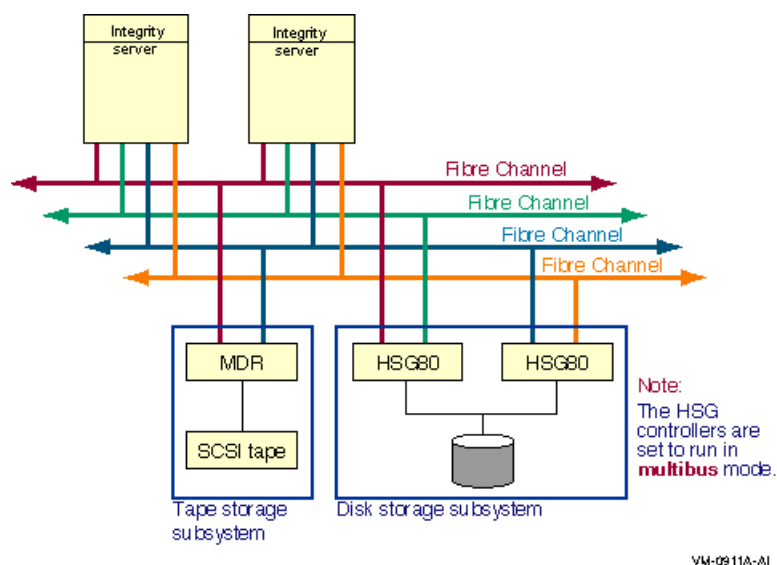 Integrity
server
Integrity
server
Fibre Channel
Fibre Channel
Fibre Channel
Fibre Channel
MDR
HSG80
HSG80
SCSI tape
Note:
The HSG
controllers are
set to run in
multibus mode.
Tape storage
subsystem
Disk storage subsystem
VM-0911A-AI